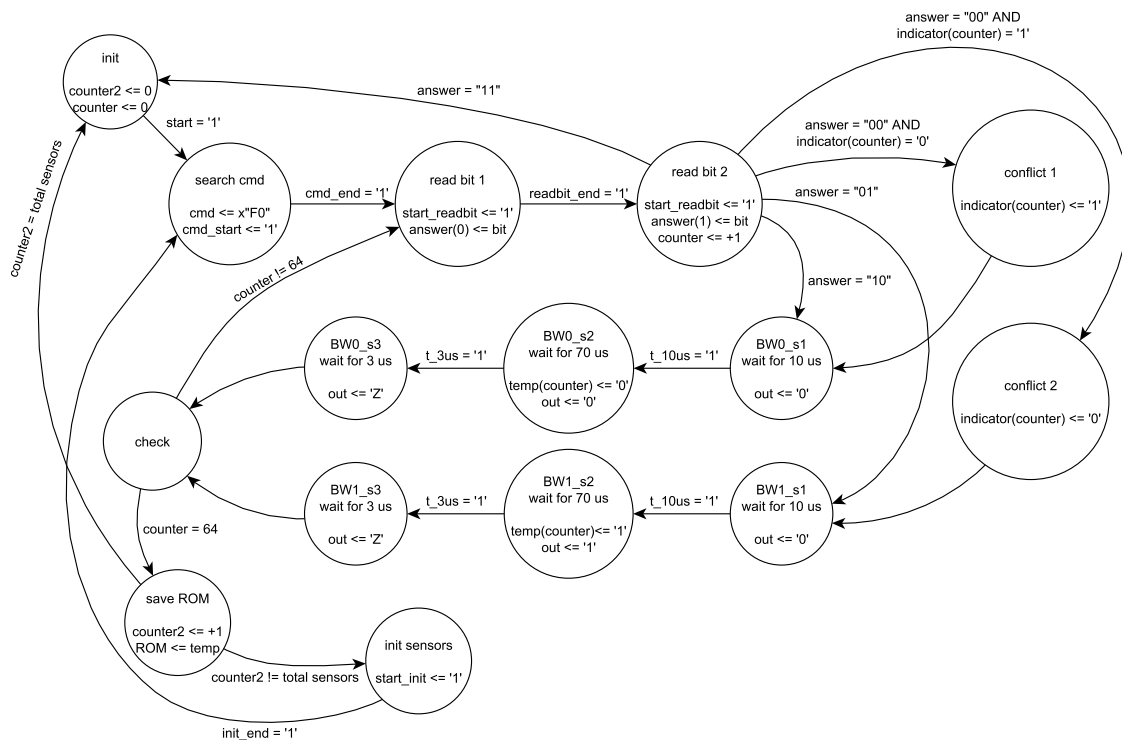 answer = "00" AND
indicator(counter) = '1'
init
counter2 <= 0
counter <= 0
answer = "11"
start = '1'
answer = "00" AND
indicator(counter) = '0'
search cmd
cmd <= x"F0"
cmd_start <= '1'
cmd_end = '1'
read bit 1
start_readbit <= '1'
answer(0) <= bit
readbit_end = '1'
read bit 2
start_readbit <= '1'
answer(1) <= bit
counter <= +1
answer = "01"
conflict 1
indicator(counter) <= '1'
counter2 = total sensors
counter != 64
answer = "10"
BW0_s3
wait for 3 us
out <= 'Z'
t_3us = '1'
BW0_s2
wait for 70 us
temp(counter) <= '0'
out <= '0'
t_10us = '1'
BW0_s1
wait for 10 us
out <= '0'
conflict 2
indicator(counter) <= '0'
check
BW1_s3
wait for 3 us
out <= 'Z'
t_3us = '1'
BW1_s2
wait for 70 us
temp(counter)<= '1'
out <= '1'
t_10us = '1'
BW1_s1
wait for 10 us
out <= '0'
counter = 64
save ROM
counter2 <= +1
ROM <= temp
counter2 != total sensors
init sensors
start_init <= '1'
init_end = '1'